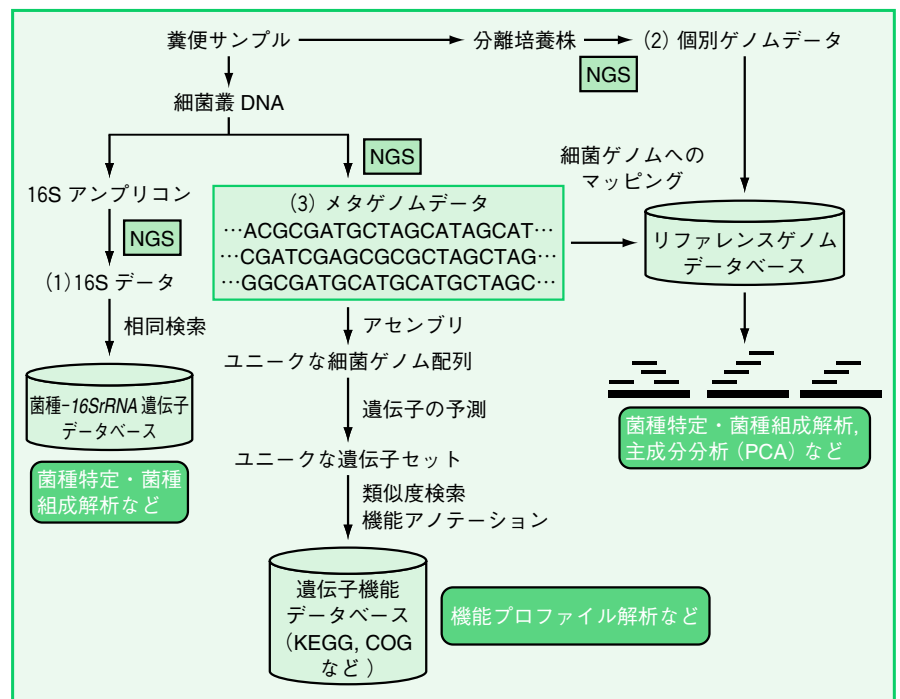 糞便サンプル
分離培養株
(2) 個別ゲノムデータ
NGS
細菌叢 DNA
NGS
細菌ゲノムへの
マッピング
16S アンプリコン
NGS
(1)16S データ
(3) メタゲノムデータ
…ACGCGATGCTAGCATAGCAT…
…CGATCGAGCGCGCTAGCTAG…
…GGCGATGCATGCATGCTAGC…
リファレンスゲノム
データベース
相同検索
菌種−16SrRNA 遺伝子
データベース
菌種特定・菌種
組成解析など
アセンブリ
ユニークな細菌ゲノム配列
遺伝子の予測
ユニークな遺伝子セット
類似度検索
機能アノテーション
菌種特定・菌種組成解析,
主成分分析 (PCA) など
遺伝子機能
データベース
(KEGG, COG
など )
機能プロファイル解析など